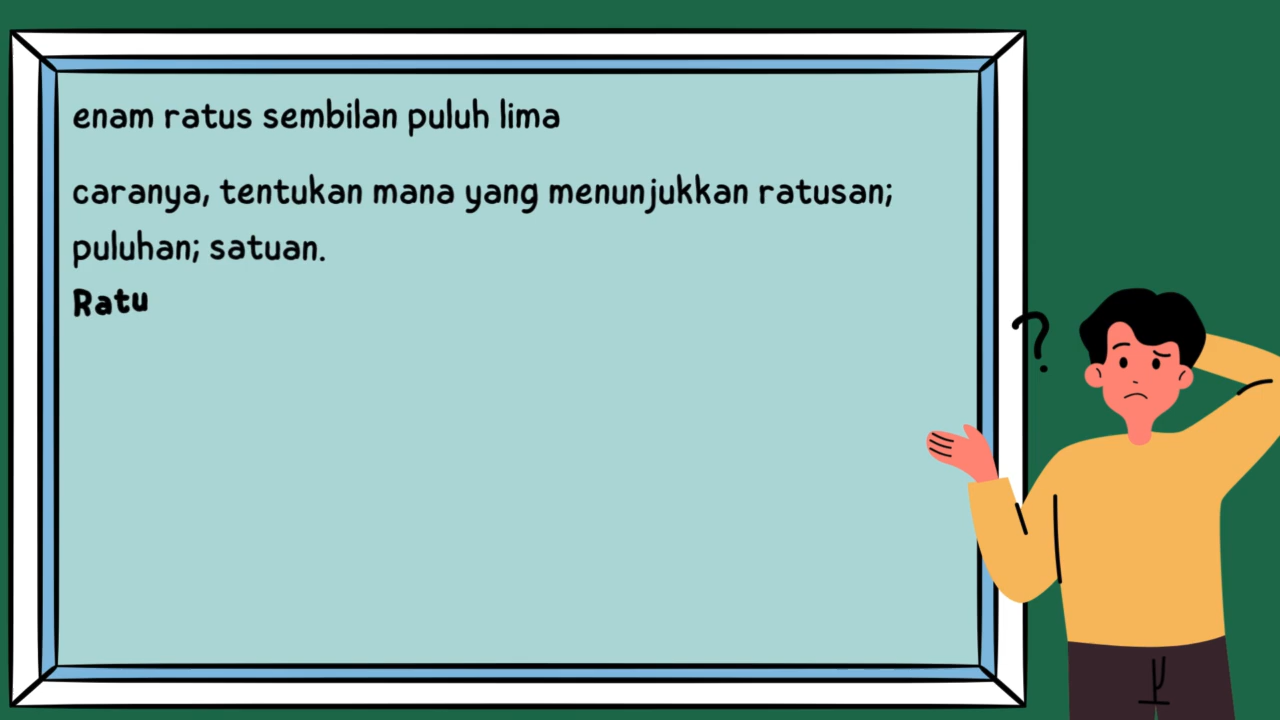 enam ratus sembilan puluh lima
caranya, tentukan mana yang menunjukkan ratusan;
puluhan; satuan.
Ratu
?